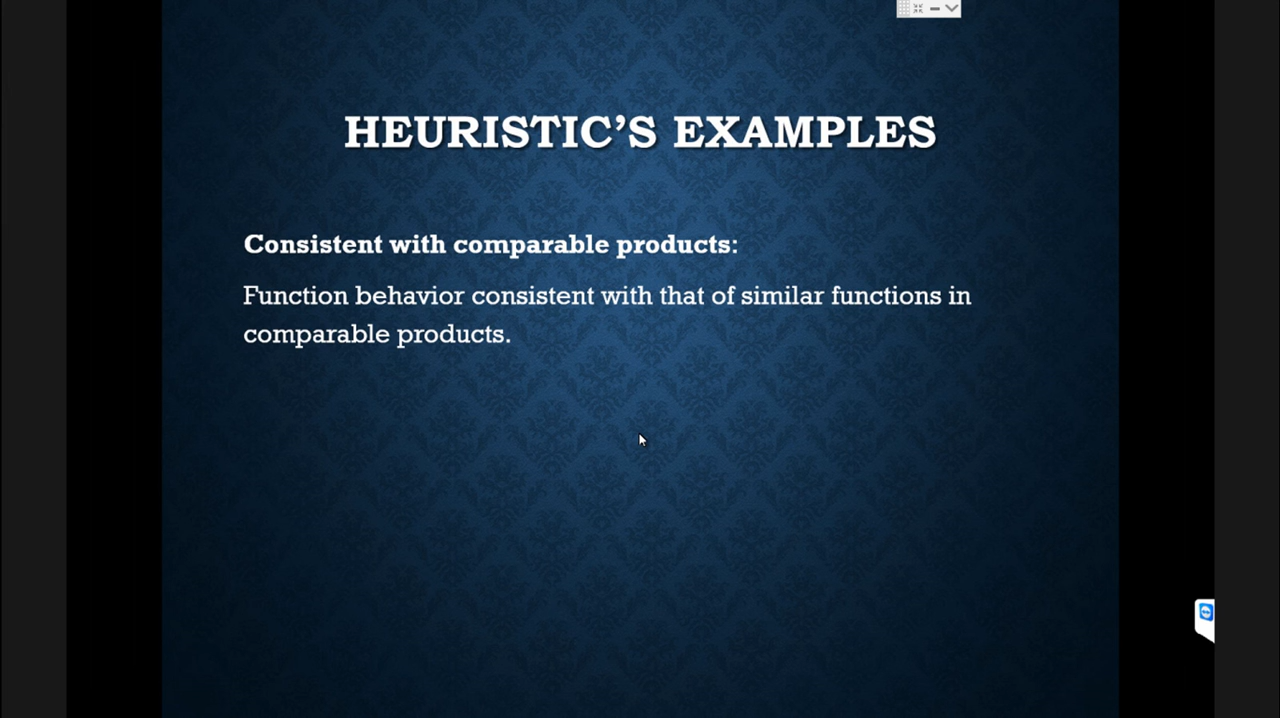 HEURISTIC’S EXAMPLES
Consistent with comparable products:
Function behavior consistent with that of similar functions in
comparable products.